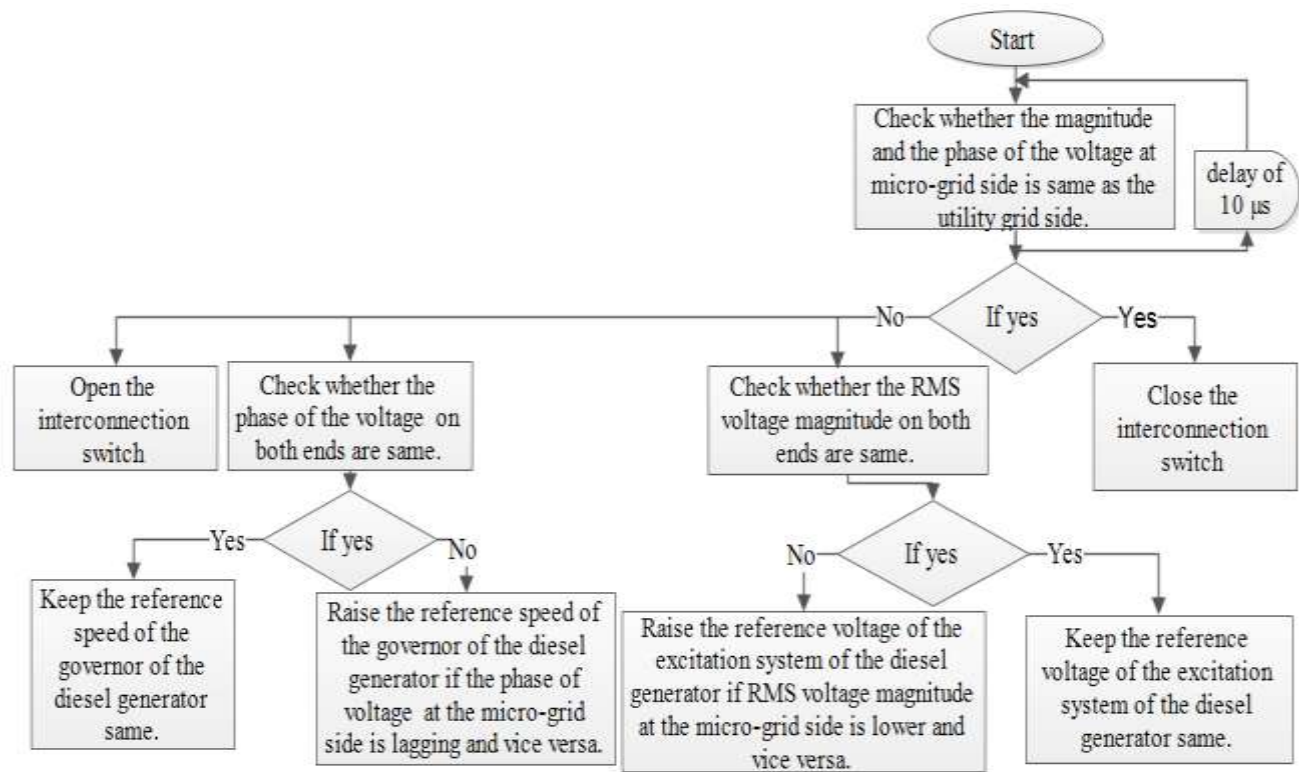 Start
Check whether the magnitude
and the phase of the voltage at
micro-grid side is same as the
utility grid side.
delay of
10 µs
No
If yes
Yes
Open the
interconnection
switch
Check whether the
phase of the voltage on
both ends are same.
Check whether the RMS
voltage magnitude on both
ends are same.
Close the
interconnection
switch
Yes
If yes
No
No
If yes
Yes
Keep the reference
speed of the
governor of the
diesel generator
same.
Raise the reference speed of
the governor of the diesel
generator if the phase of
voltage at the micro-grid
side is lagging and vice versa.
Raise the reference voltage of the
excitation system of the diesel
generator if RMS voltage magnitude
at the micro-grid side is lower and
vice versa.
Keep the reference
voltage of the excitation
system of the diesel
generator same.